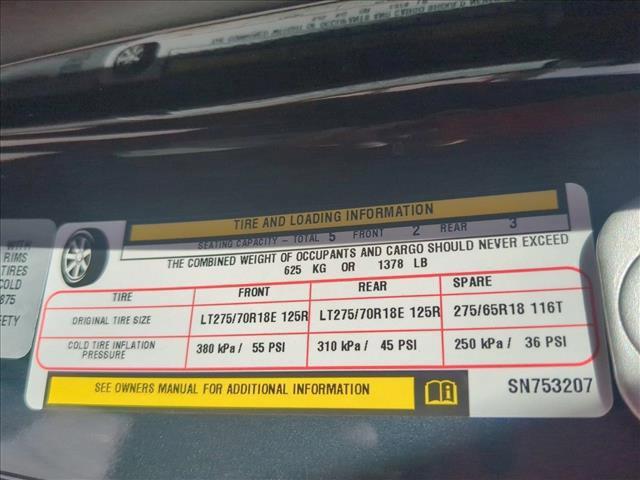 WITH
RIMS
TIRES
COLD
875
FETY
TIRE AND LOADING INFORMATION
SEATING CAPACITY - TOTAL 5 FRONT 2 REAR 3
THE COMBINED WEIGHT OF OCCUPANTS AND CARGO SHOULD NEVER EXCEED
625 KG OR 1378 LB
TIRE FRONT REAR SPARE
ORIGINAL TIRE SIZE LT275/70R18E 125R LT275/70R18E 125R 275/65R18 116T
COLD TIRE INFLATION PRESSURE 380 kPa / 55 PSI 310 kPa / 45 PSI 250 kPa / 36 PSI
SEE OWNERS MANUAL FOR ADDITIONAL INFORMATION
SN753207